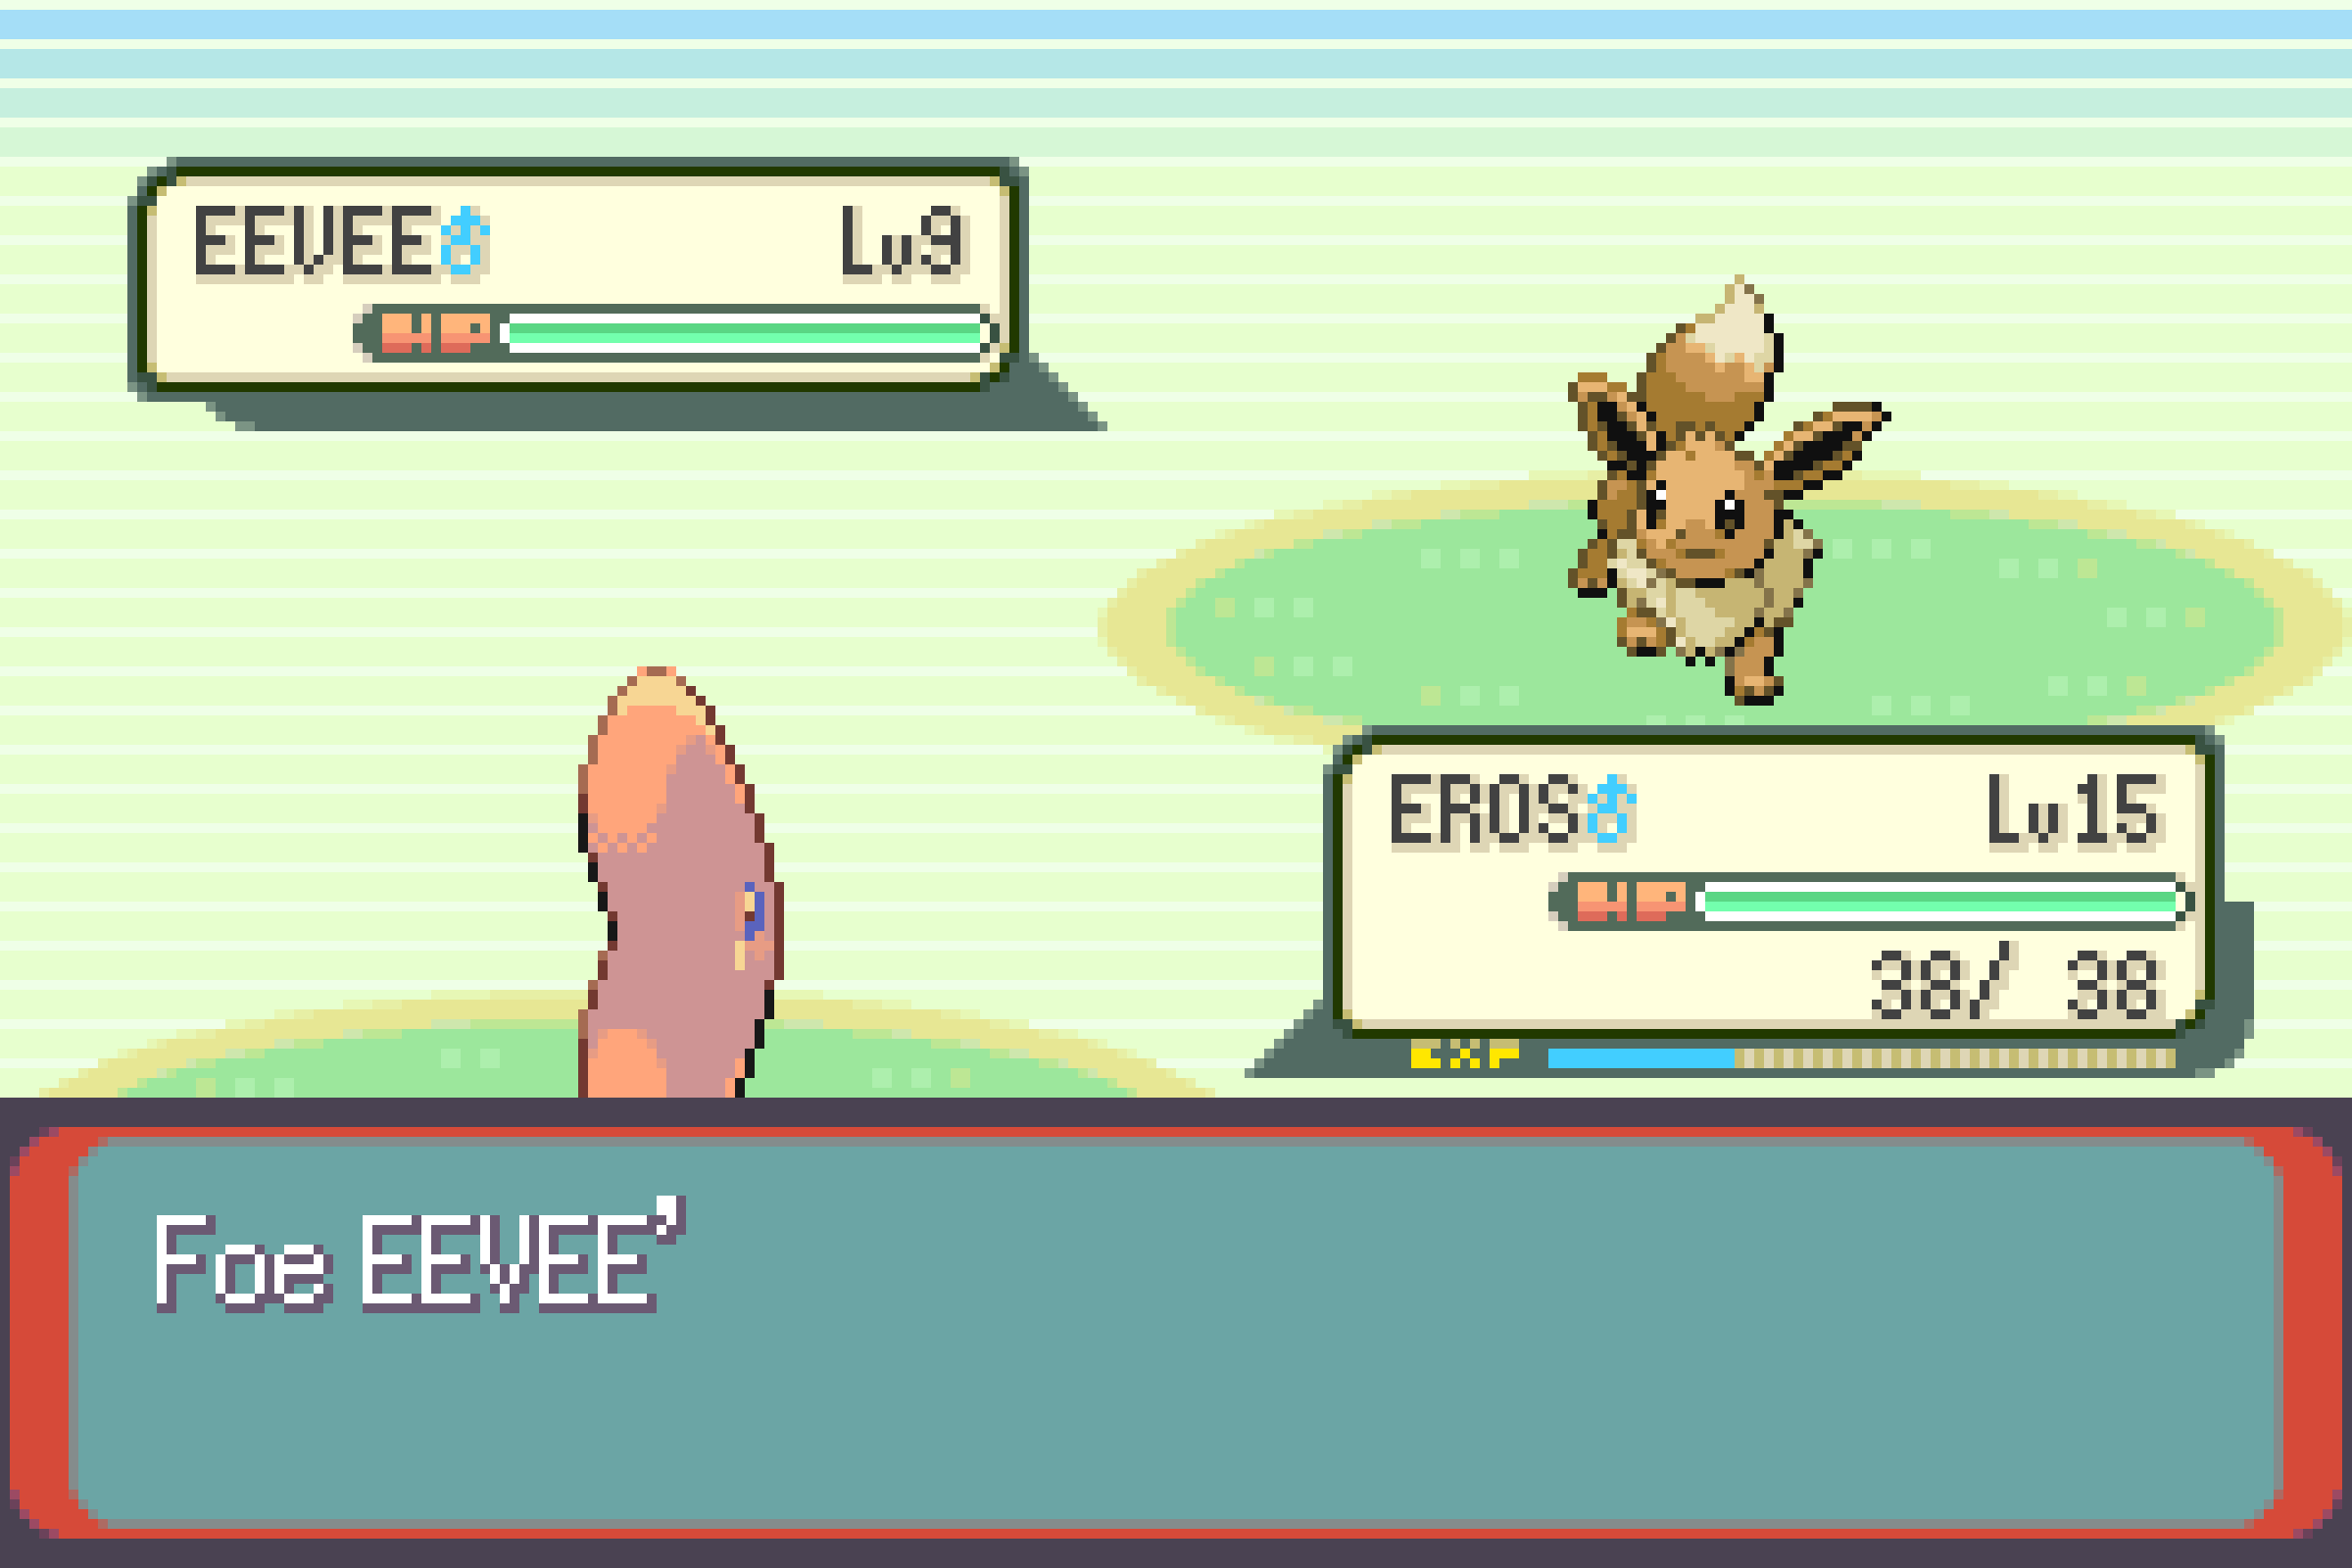 EEVEE♂ Lv9
HP
EROS♂ Lv15
HP
38/ 38
EXP
Foe EEVEE’